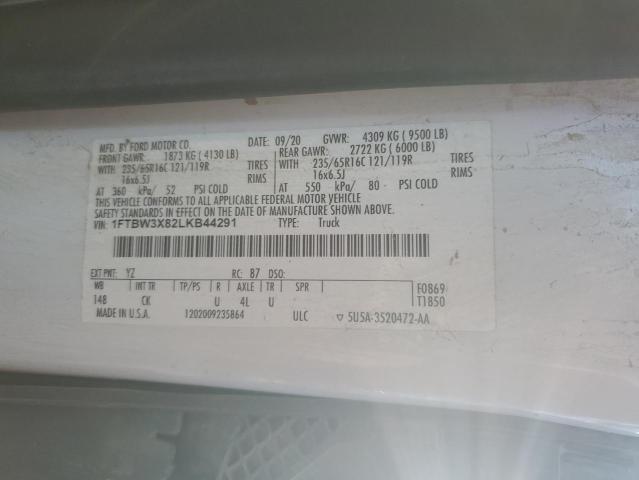 MFD. BY FORD MOTOR CO. DATE: 09/20 GVWR: 4309 KG ( 9500 LB)
FRONT GAWR: 1873 KG ( 4130 LB) REAR GAWR: 2722 KG ( 6000 LB)
WITH 235/65R16C 121/119R TIRES WITH 235/65R16C 121/119R TIRES
16x6.5J RIMS 16x6.5J RIMS
AT 360 kPa/ 52 PSI COLD AT 550 kPa/ 80 PSI COLD
THIS VEHICLE CONFORMS TO ALL APPLICABLE FEDERAL MOTOR VEHICLE
SAFETY STANDARDS IN EFFECT ON THE DATE OF MANUFACTURE SHOWN ABOVE.
VIN: 1FTBW3X82LKB44291 TYPE: Truck
EXT PNT: YZ RC: 87 DSO:
WB INT TR TP/PS R AXLE TR SPR
148 CK U 4L U
F0869
T1850
MADE IN U.S.A. 1202009235864 ULC ▽ 5U5A-3520472-AA